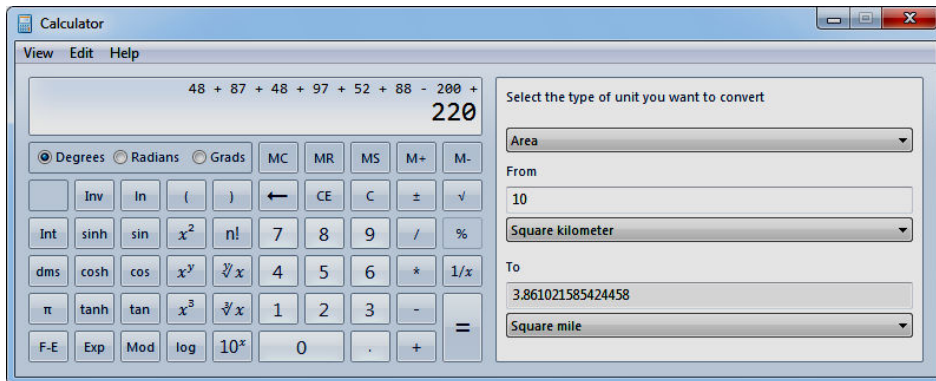 Calculator
View Edit Help
48 + 87 + 48 + 97 + 52 + 88 - 200 +
220
Degrees Radians Grads MC MR MS M+ M-
Inv ln ( ) ← CE C ± √
Int sinh sin x² n! 7 8 9 / %
dms cosh cos xʸ ʸ√x 4 5 6 * 1/x
π tanh tan x³ ³√x 1 2 3 - =
F-E Exp Mod log 10ˣ 0 . +
Select the type of unit you want to convert
Area
From
10
Square kilometer
To
3.861021585424458
Square mile